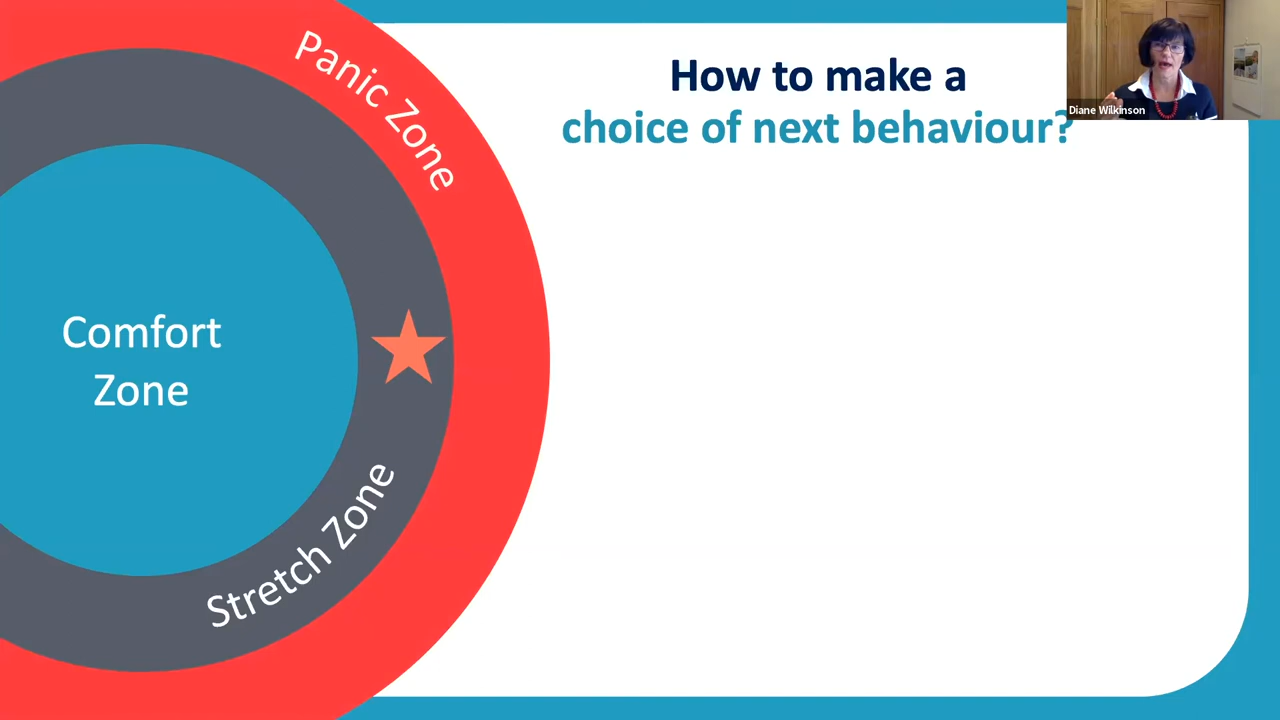 Panic Zone
How to make a
choice of next behaviour?
Diane Wilkinson
Comfort
Zone
Stretch Zone